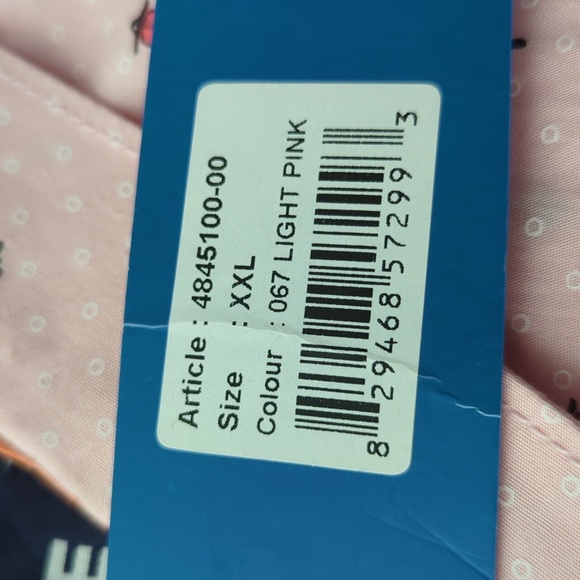 Article : 4845100-00
Size : XXL
Colour : 067 LIGHT PINK
8 29468 57299 3
E